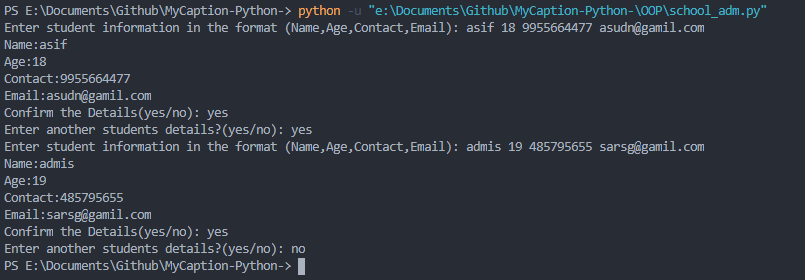 PS E:\Documents\Github\MyCaption-Python-> python -u "e:\Documents\Github\MyCaption-Python-\OOP\school_adm.py"
Enter student information in the format (Name,Age,Contact,Email): asif 18 9955664477 asudn@gamil.com
Name:asif
Age:18
Contact:9955664477
Email:asudn@gamil.com
Confirm the Details(yes/no): yes
Enter another students details?(yes/no): yes
Enter student information in the format (Name,Age,Contact,Email): admis 19 485795655 sarsg@gamil.com
Name:admis
Age:19
Contact:485795655
Email:sarsg@gamil.com
Confirm the Details(yes/no): yes
Enter another students details?(yes/no): no
PS E:\Documents\Github\MyCaption-Python->